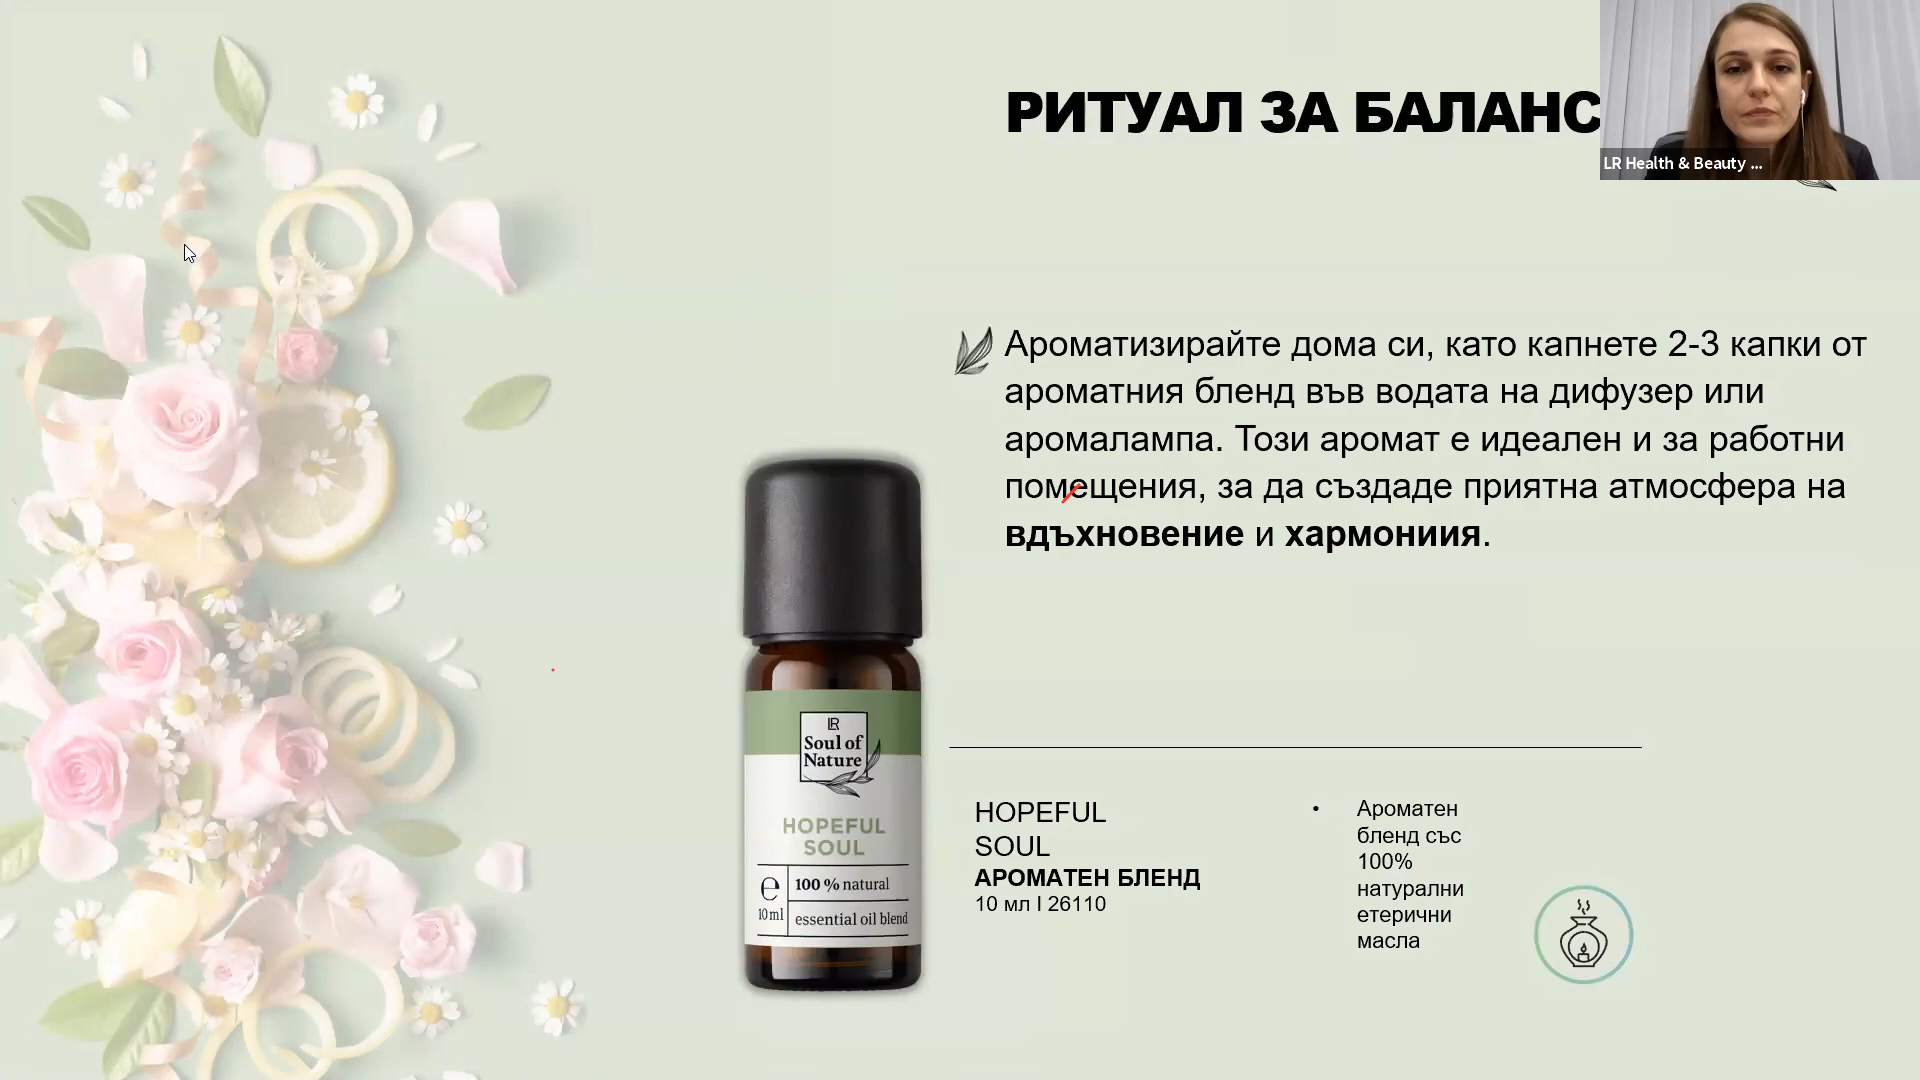 РИТУАЛ ЗА БАЛАНС
LR Health & Beauty ...
Ароматизирайте дома си, като капнете 2-3 капки от
ароматния бленд във водата на дифузер или
аромалампа. Този аромат е идеален и за работни
помещения, за да създаде приятна атмосфера на
вдъхновение и хармониия.
LR
Soul of
Nature
HOPEFUL
SOUL
100 % natural
e
10 ml
essential oil blend
HOPEFUL
SOUL
АРОМАТЕН БЛЕНД
10 мл I 26110
• Ароматен
бленд със
100%
натурални
етерични
масла